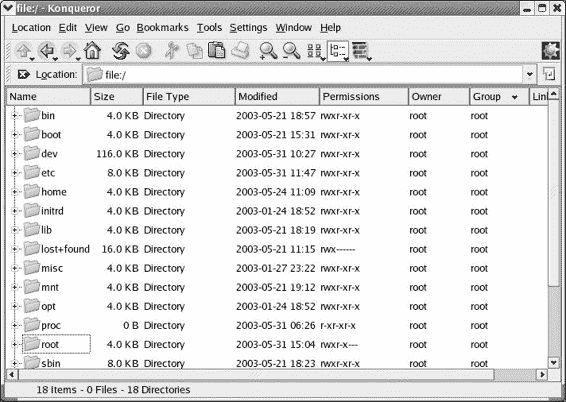 file:/ - Konqueror
Location Edit View Go Bookmarks Tools Settings Window Help
Location: file:/
Name Size File Type Modified Permissions Owner Group Lin
bin 4.0 KB Directory 2003-05-21 18:57 rwxr-xr-x root root
boot 4.0 KB Directory 2003-05-21 15:31 rwxr-xr-x root root
dev 116.0 KB Directory 2003-05-31 10:27 rwxr-xr-x root root
etc 8.0 KB Directory 2003-05-31 11:47 rwxr-xr-x root root
home 4.0 KB Directory 2003-05-24 11:09 rwxr-xr-x root root
initrd 4.0 KB Directory 2003-01-24 18:52 rwxr-xr-x root root
lib 4.0 KB Directory 2003-05-21 18:19 rwxr-xr-x root root
lost+found 16.0 KB Directory 2003-05-21 11:15 rwx------ root root
misc 4.0 KB Directory 2003-01-27 23:22 rwxr-xr-x root root
mnt 4.0 KB Directory 2003-05-21 19:12 rwxr-xr-x root root
opt 4.0 KB Directory 2003-01-24 18:52 rwxr-xr-x root root
proc 0 B Directory 2003-05-31 06:26 r-xr-xr-x root root
root 4.0 KB Directory 2003-05-31 15:04 rwxr-x--- root root
sbin 8.0 KB Directory 2003-05-21 18:23 rwxr-xr-x root root
18 Items - 0 Files - 18 Directories